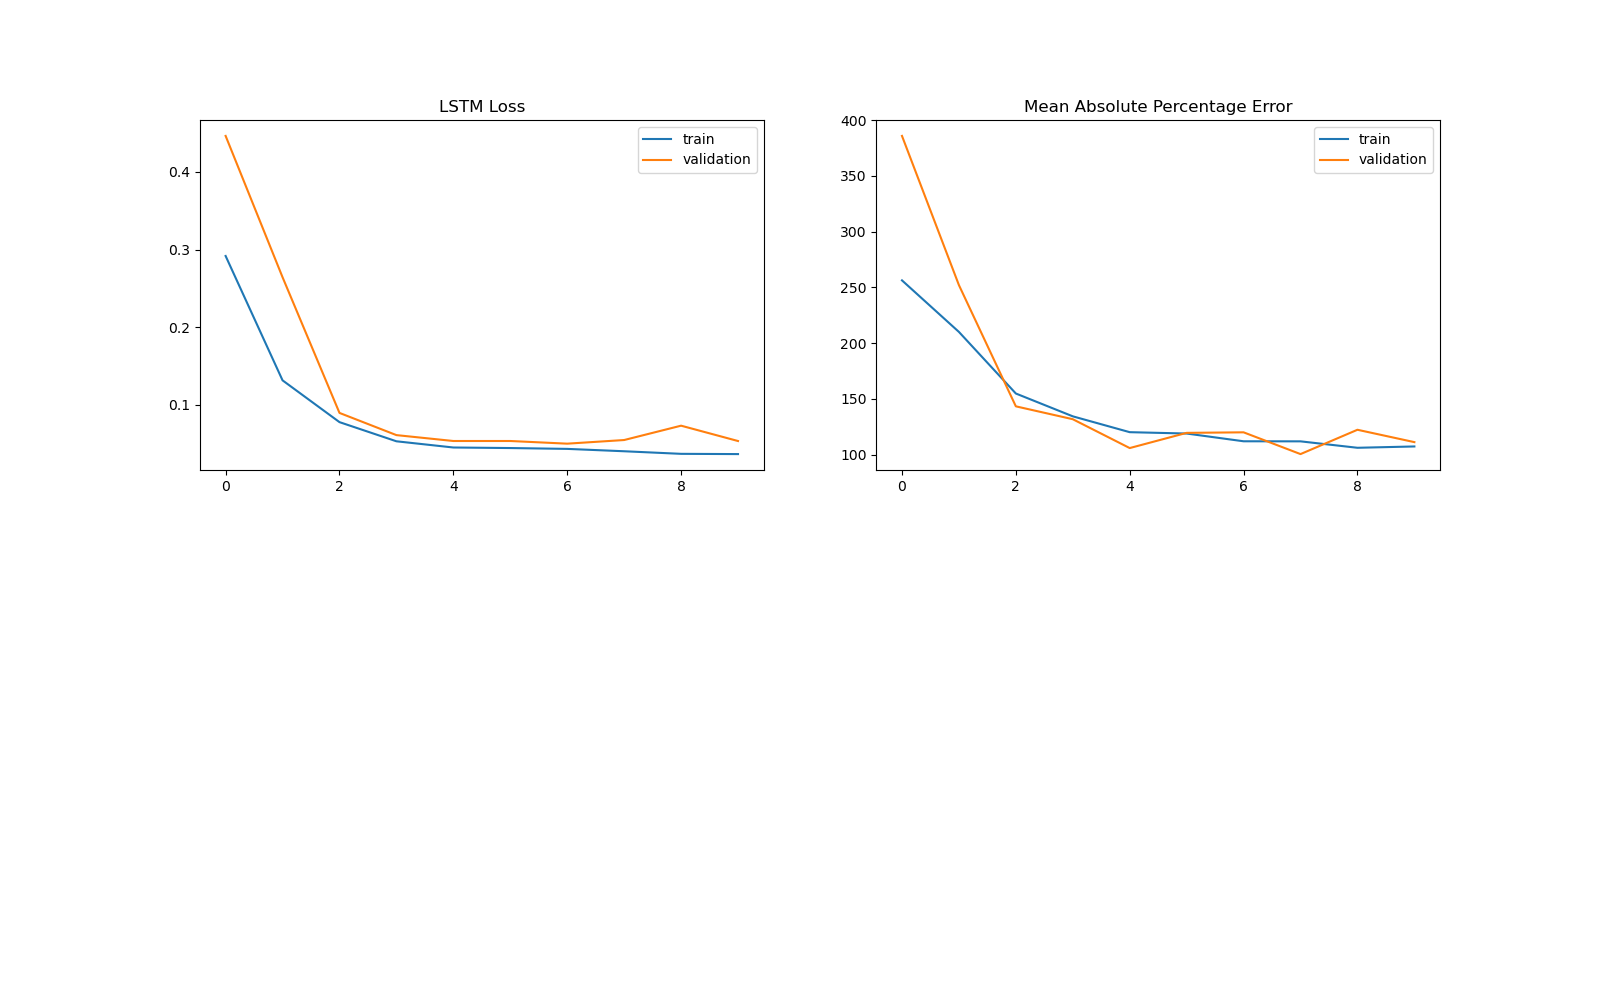 LSTM Loss
train
validation
0.4
0.3
0.2
0.1
0 2 4 6 8
Mean Absolute Percentage Error
train
validation
400
350
300
250
200
150
100
0 2 4 6 8